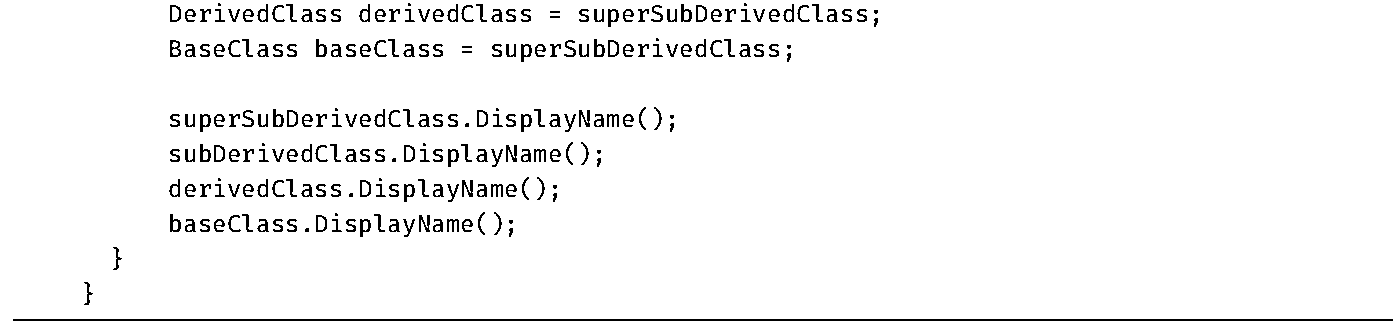 DerivedClass derivedClass = superSubDerivedClass;
BaseClass baseClass = superSubDerivedClass;
superSubDerivedClass.DisplayName();
subDerivedClass.DisplayName();
derivedClass.DisplayName();
baseClass.DisplayName();
}
}